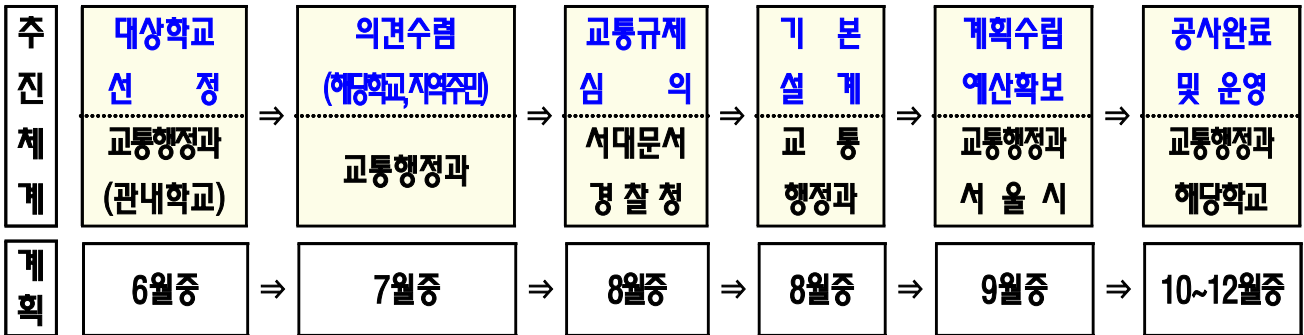 추진체계
대상학교
선 정
교통행정과
(관내학교)
⇒
의견수렴
(해당학교,지역주민)
교통행정과
⇒
교통규제
심 의
서대문서
경찰청
⇒
기 본
설 계
교 통
행정과
⇒
계획수립
예산확보
교통행정과
서 울 시
⇒
공사완료
및 운영
교통행정과
해당학교
계획
6월중 ⇒ 7월중 ⇒ 8월중 ⇒ 8월중 ⇒ 9월중 ⇒ 10~12월중